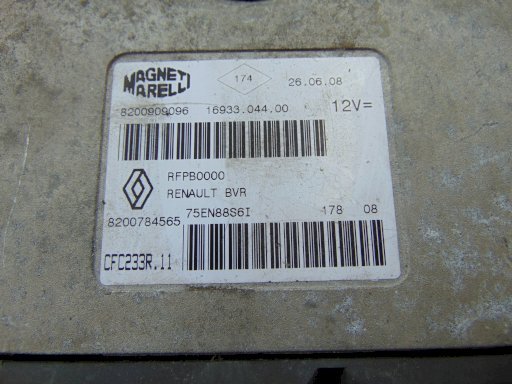 MAGNETI MARELLI
174
26.06.08
8200909096 16933.044.00 12V=
RFPB0000
RENAULT BVR
8200784565 75EN88S6I 178 08
CFC233R.11